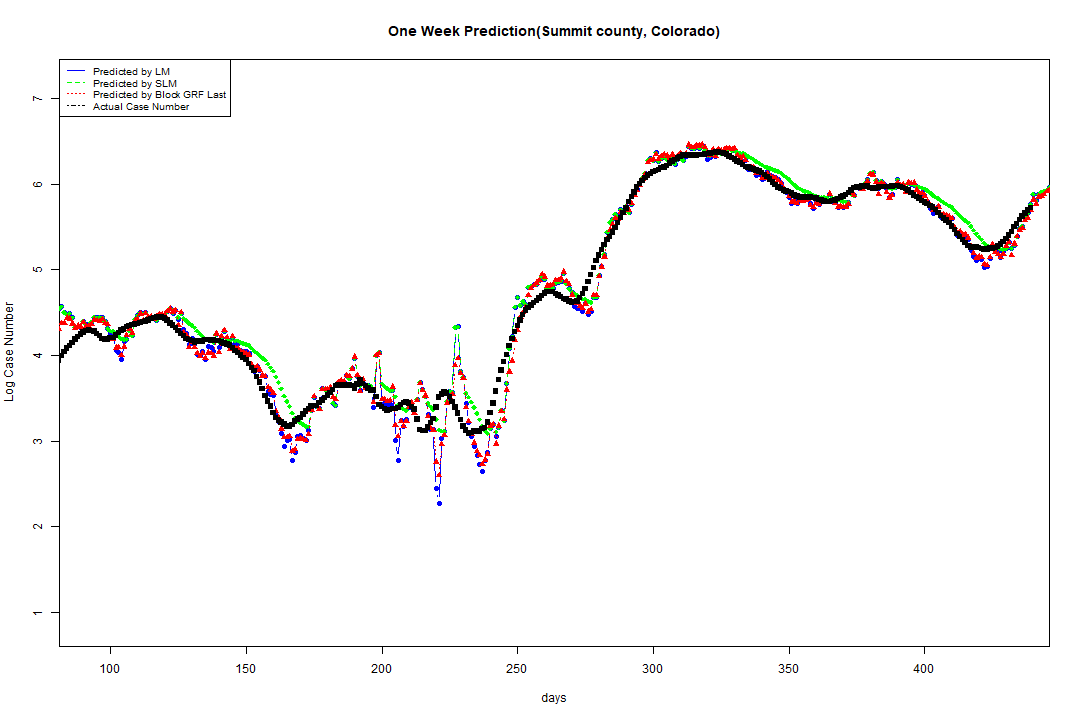 One Week Prediction(Summit county, Colorado)
Predicted by LM
Predicted by SLM
Predicted by Block GRF Last
Actual Case Number
7
6
5
4
3
2
1
Log Case Number
100 150 200 250 300 350 400
days